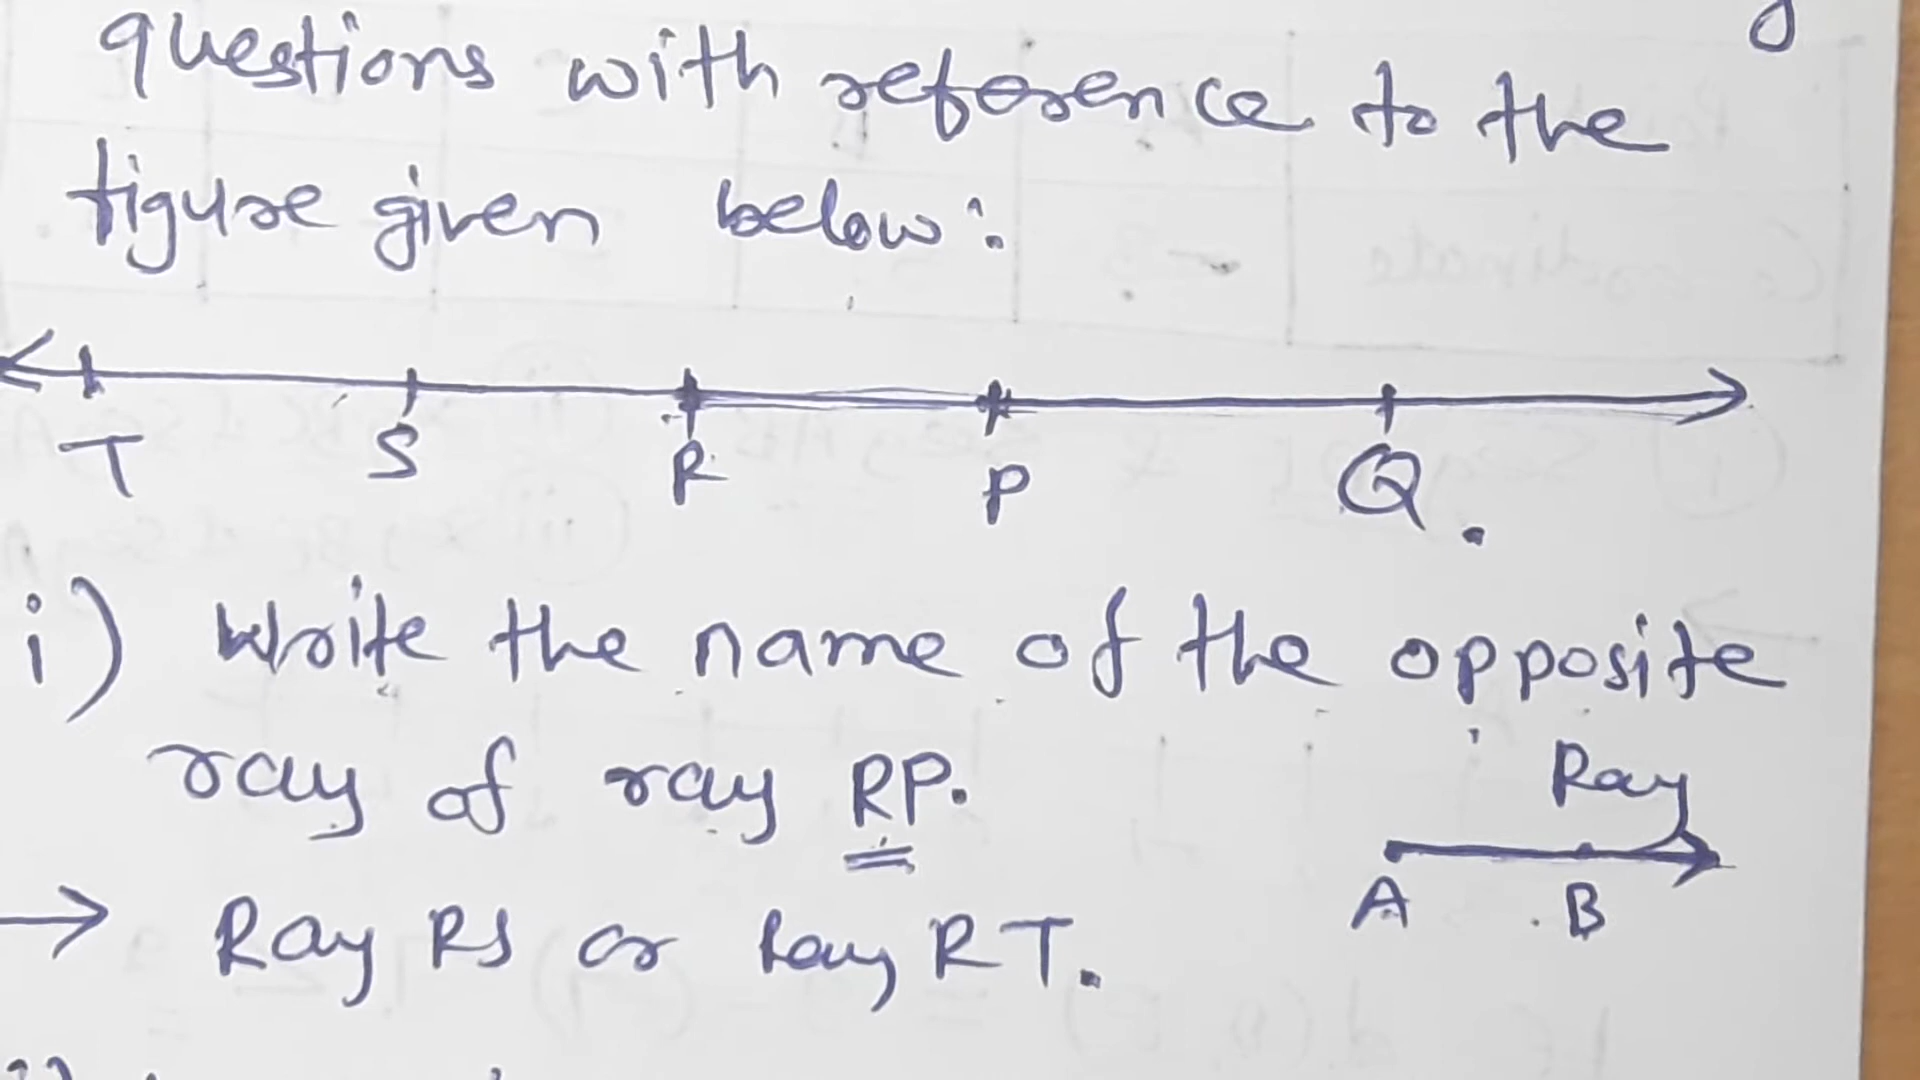 questions with reference to the
figure given below:
T S R P Q.
i) Write the name of the opposite
ray of ray RP.
Ray
A B
→ Ray RS or Ray RT.